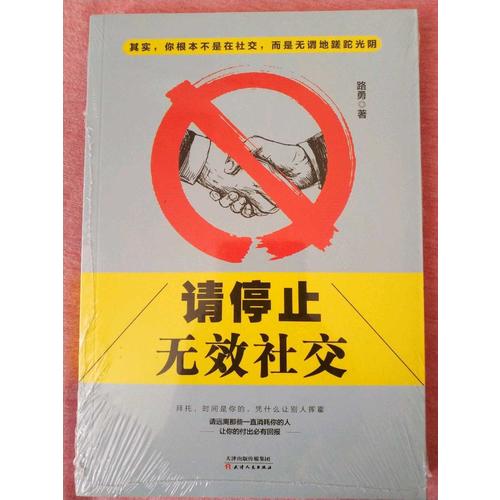 其实，你根本不是在社交，而是无谓地蹉跎光阴
路勇◎著
请停止
无效社交
拜托，时间是你的，凭什么让别人挥霍
请远离那些一直消耗你的人
让你的付出必有回报
天津出版传媒集团
天津人民出版社